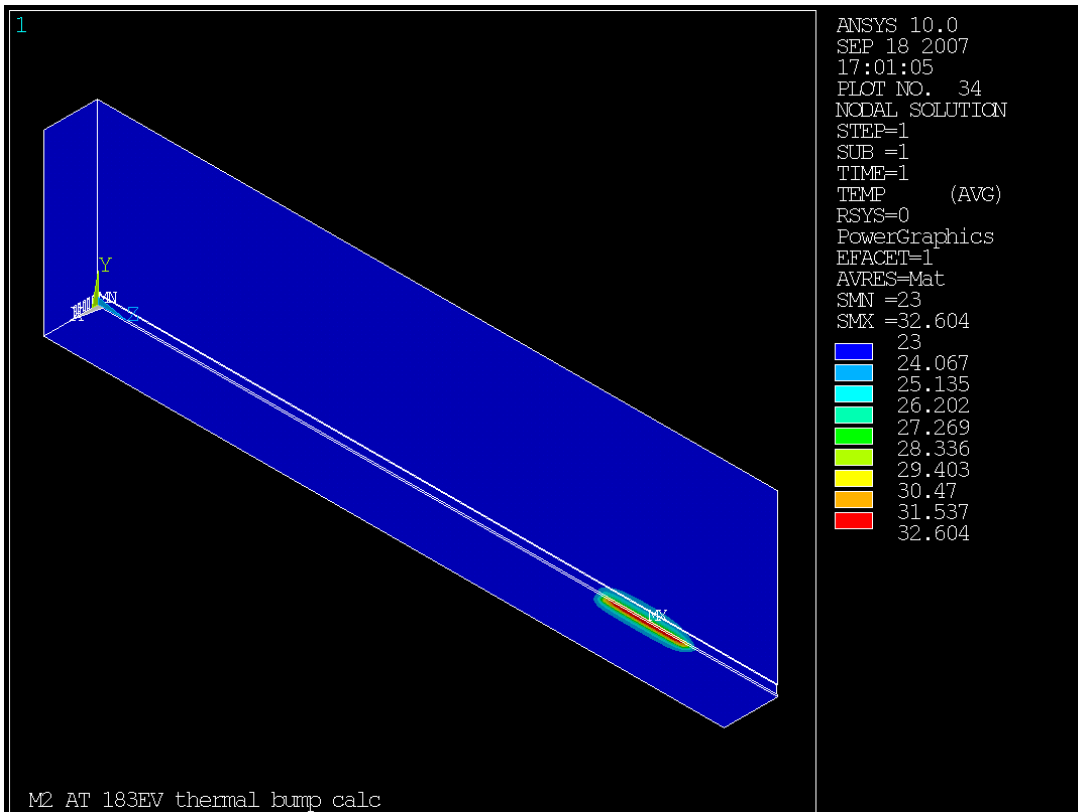 1
ANSYS 10.0
SEP 18 2007
17:01:05
PLOT NO. 34
NODAL SOLUTION
STEP=1
SUB =1
TIME=1
TEMP (AVG)
RSYS=0
PowerGraphics
EFACET=1
AVRES=Mat
SMN =23
SMX =32.604
23
24.067
25.135
26.202
27.269
28.336
29.403
30.47
31.537
32.604
Y
MN
Z
MX
M2 AT 183EV thermal bump calc